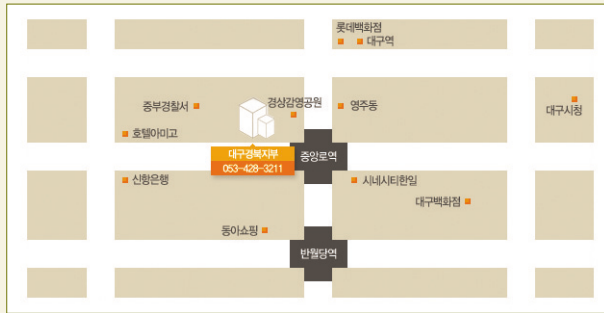 롯데백화점
대구역
중부경찰서
경상감영공원
영주동
대구시청
호텔아미고
대구경북지부
053-428-3211
중앙로역
신항은행
시네시티한일
대구백화점
동아쇼핑
반월당역